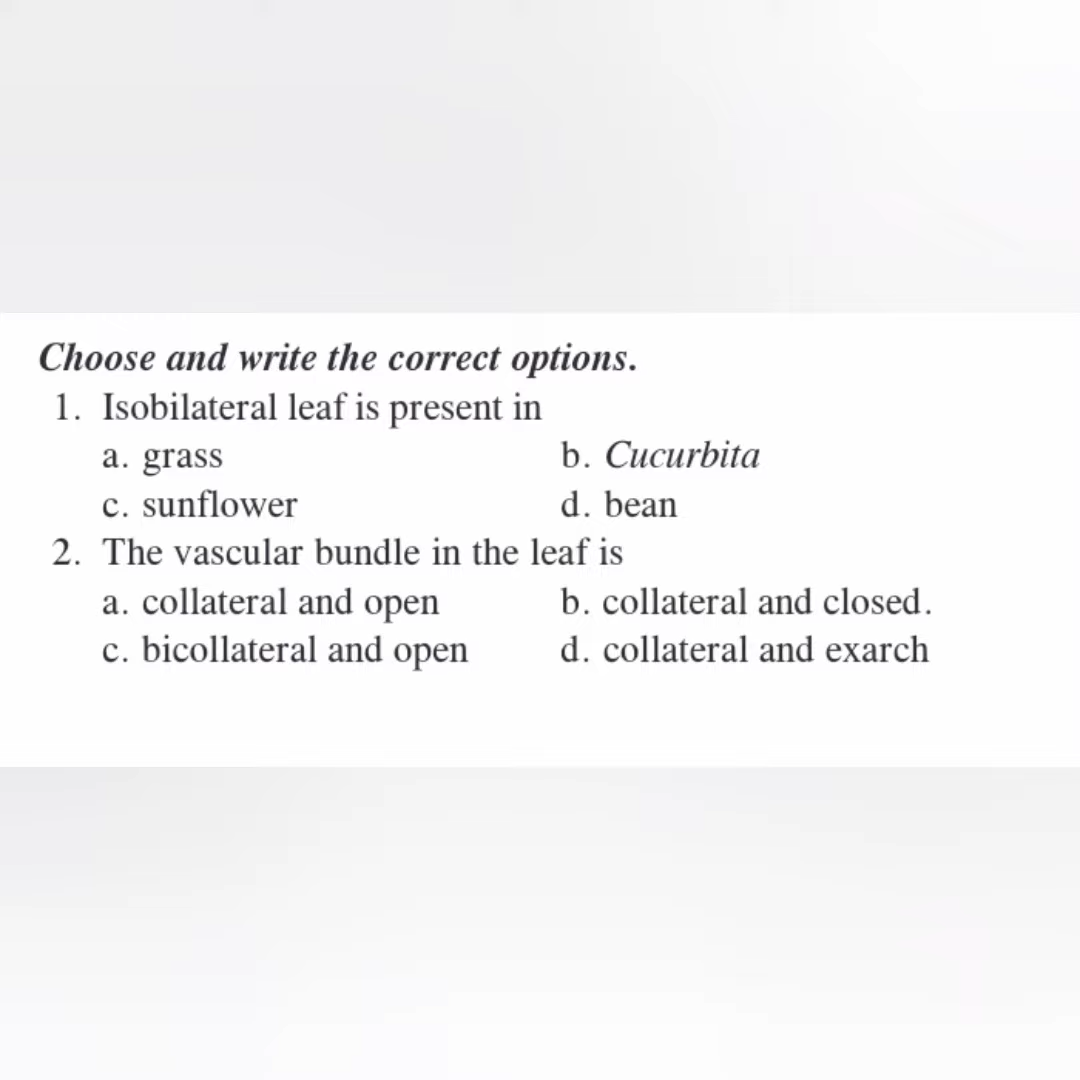 Choose and write the correct options.
1. Isobilateral leaf is present in
a. grass b. Cucurbita
c. sunflower d. bean
2. The vascular bundle in the leaf is
a. collateral and open b. collateral and closed.
c. bicollateral and open d. collateral and exarch